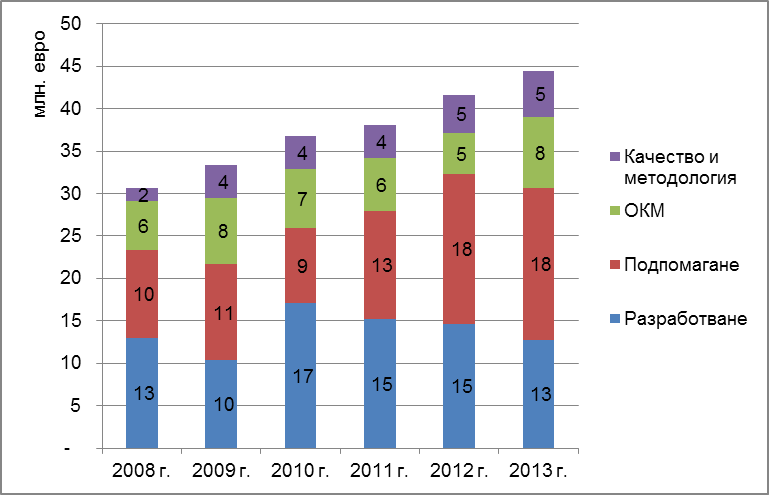 млн. евро
50
45
40
35
30
25
20
15
10
5
-
2 4 4 4 5 5
6 8 7 6 5 8
10 11 9 13 18 18
13 10 17 15 15 13
2008 г. 2009 г. 2010 г. 2011 г. 2012 г. 2013 г.
Качество и
методология
ОКМ
Подпомагане
Разработване